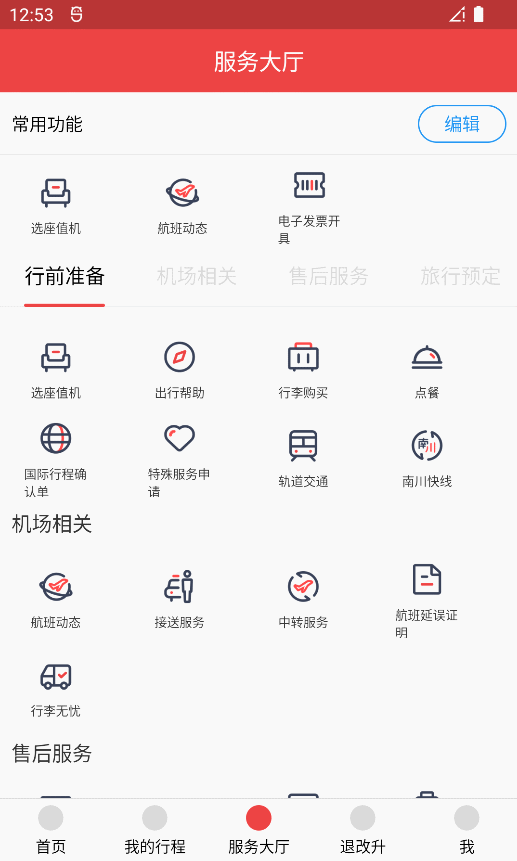 12:53
服务大厅
常用功能
编辑
选座值机
航班动态
电子发票开
具
行前准备
机场相关
售后服务
旅行预定
选座值机
出行帮助
行李购买
点餐
国际行程确
认单
特殊服务申
请
轨道交通
南川
南川快线
机场相关
航班动态
接送服务
中转服务
航班延误证
明
行李无忧
售后服务
首页
我的行程
服务大厅
退改升
我